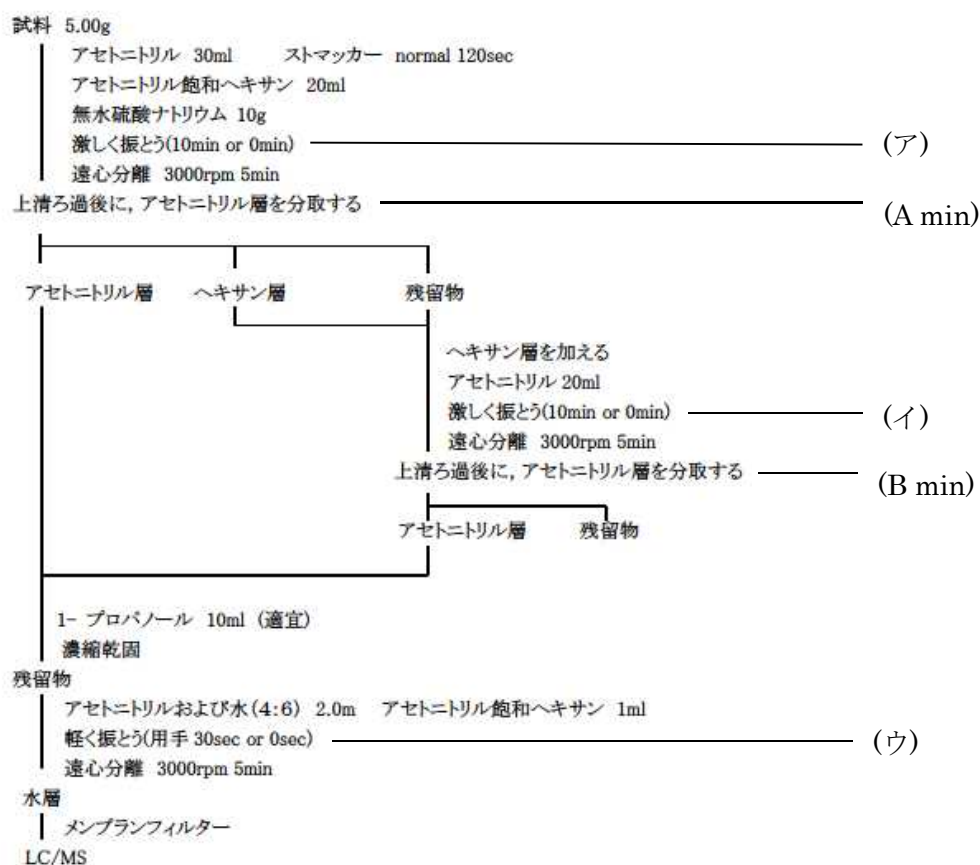 試料 5.00g
アセトニトリル 30ml ストマッカー normal 120sec
アセトニトリル飽和ヘキサン 20ml
無水硫酸ナトリウム 10g
激しく振とう(10min or 0min) (ア)
遠心分離 3000rpm 5min
上清ろ過後に, アセトニトリル層を分取する (A min)
アセトニトリル層 ヘキサン層 残留物
ヘキサン層を加える
アセトニトリル 20ml
激しく振とう(10min or 0min) (イ)
遠心分離 3000rpm 5min
上清ろ過後に, アセトニトリル層を分取する (B min)
アセトニトリル層 残留物
1- プロパノール 10ml (適宜)
濃縮乾固
残留物
アセトニトリルおよび水(4:6) 2.0m アセトニトリル飽和ヘキサン 1ml
軽く振とう(用手 30sec or 0sec) (ウ)
遠心分離 3000rpm 5min
水層
メンブランフィルター
LC/MS